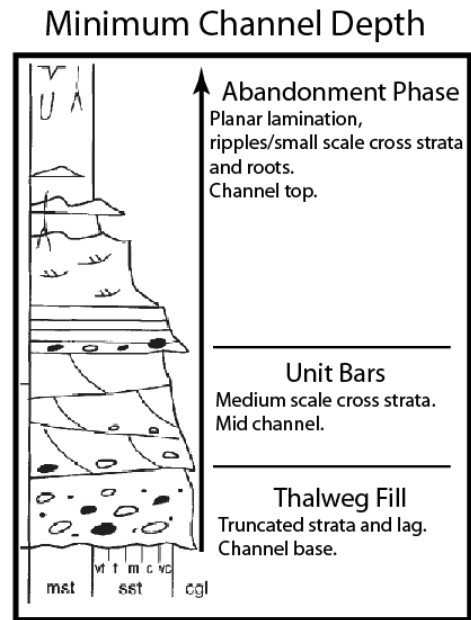 Minimum Channel Depth
Abandonment Phase
Planar lamination,
ripples/small scale cross strata
and roots.
Channel top.
Unit Bars
Medium scale cross strata.
Mid channel.
Thalweg Fill
Truncated strata and lag.
Channel base.
vf f m c vc
mst sst cgl